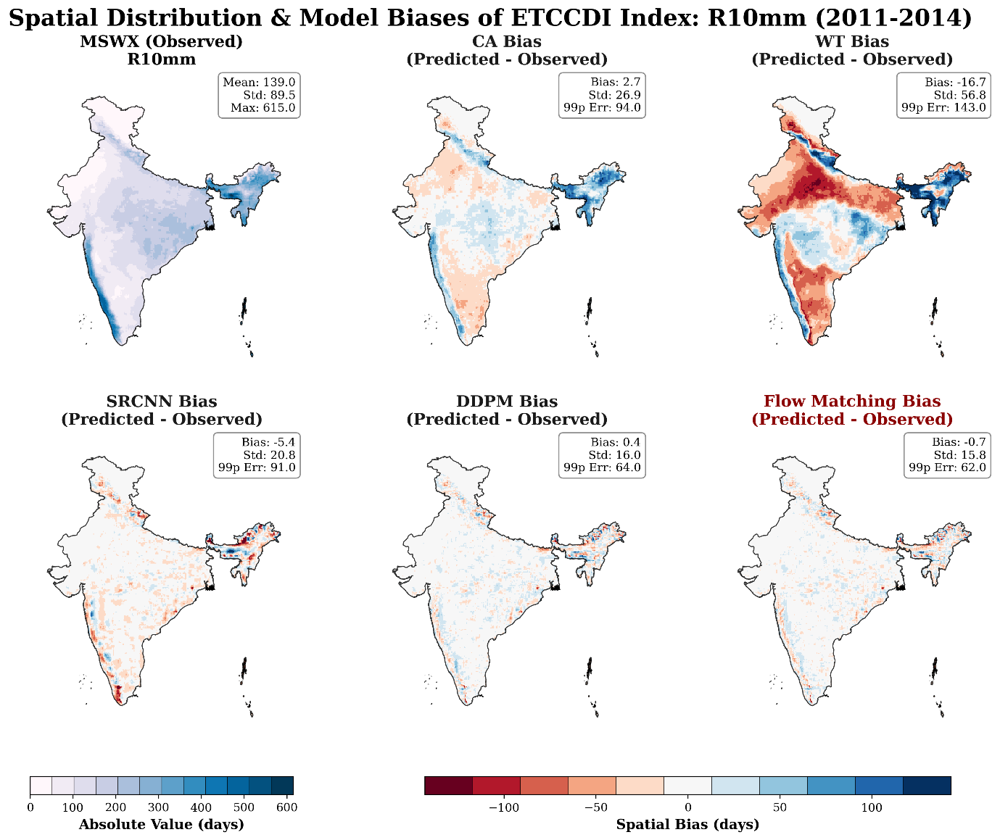 Spatial Distribution & Model Biases of ETCCDI Index: R10mm (2011-2014)
MSWX (Observed)
R10mm
Mean: 139.0
Std: 89.5
Max: 615.0
CA Bias
(Predicted - Observed)
Bias: 2.7
Std: 26.9
99p Err: 94.0
WT Bias
(Predicted - Observed)
Bias: -16.7
Std: 56.8
99p Err: 143.0
SRCNN Bias
(Predicted - Observed)
Bias: -5.4
Std: 20.8
99p Err: 91.0
DDPM Bias
(Predicted - Observed)
Bias: 0.4
Std: 16.0
99p Err: 64.0
Flow Matching Bias
(Predicted - Observed)
Bias: -0.7
Std: 15.8
99p Err: 62.0
0 100 200 300 400 500 600
Absolute Value (days)
−100 −50 0 50 100
Spatial Bias (days)